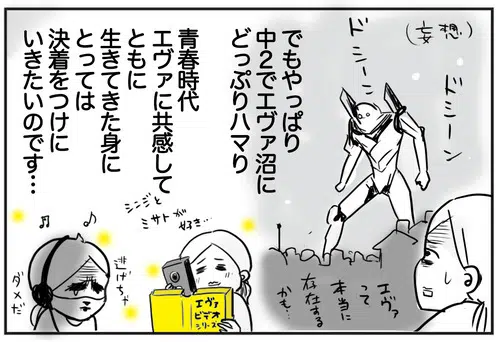 (妄想)
ドシーン
ドシーン
でもやっぱり
中2でエヴァ沼に
どっぷりハマり
青春時代
エヴァに共感して
ともに
生きてきた身に
とっては
決着をつけに
いきたいのです…
エヴァ
って
本当に
存在する
かも…
シンジと
ミサトが
好き…
エヴァ
ビデオ
シリーズ
逃げちゃ
ダメだ